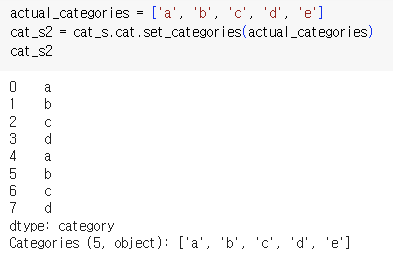 actual_categories = ['a', 'b', 'c', 'd', 'e']
cat_s2 = cat_s.cat.set_categories(actual_categories)
cat_s2
0 a
1 b
2 c
3 d
4 a
5 b
6 c
7 d
dtype: category
Categories (5, object): ['a', 'b', 'c', 'd', 'e']